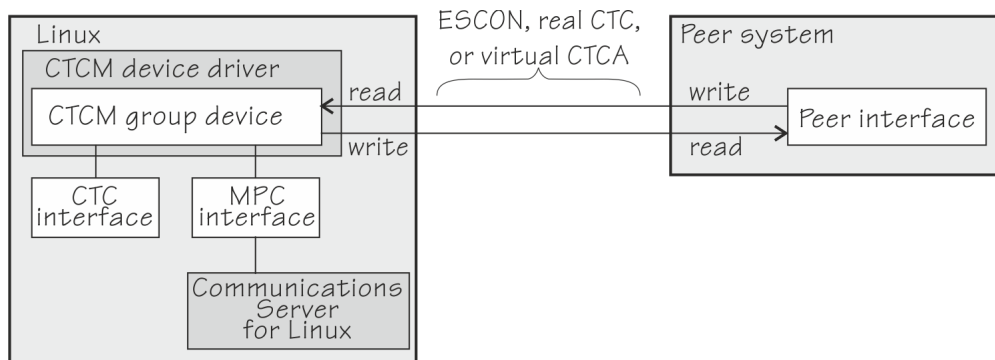 Linux
CTCM device driver
CTCM group device
CTC
interface
MPC
interface
Communications
Server
for Linux
ESCON, real CTC,
or virtual CTCA
read
write
write
read
Peer system
Peer interface